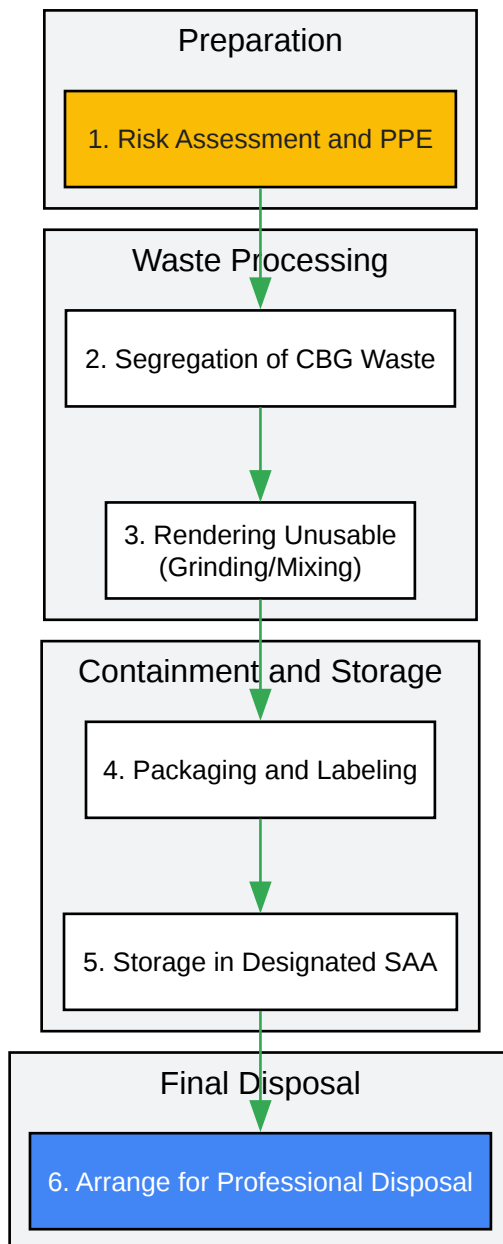 Preparation
1. Risk Assessment and PPE
Waste Processing
2. Segregation of CBG Waste
3. Rendering Unusable
(Grinding/Mixing)
Containment and Storage
4. Packaging and Labeling
5. Storage in Designated SAA
Final Disposal
6. Arrange for Professional Disposal